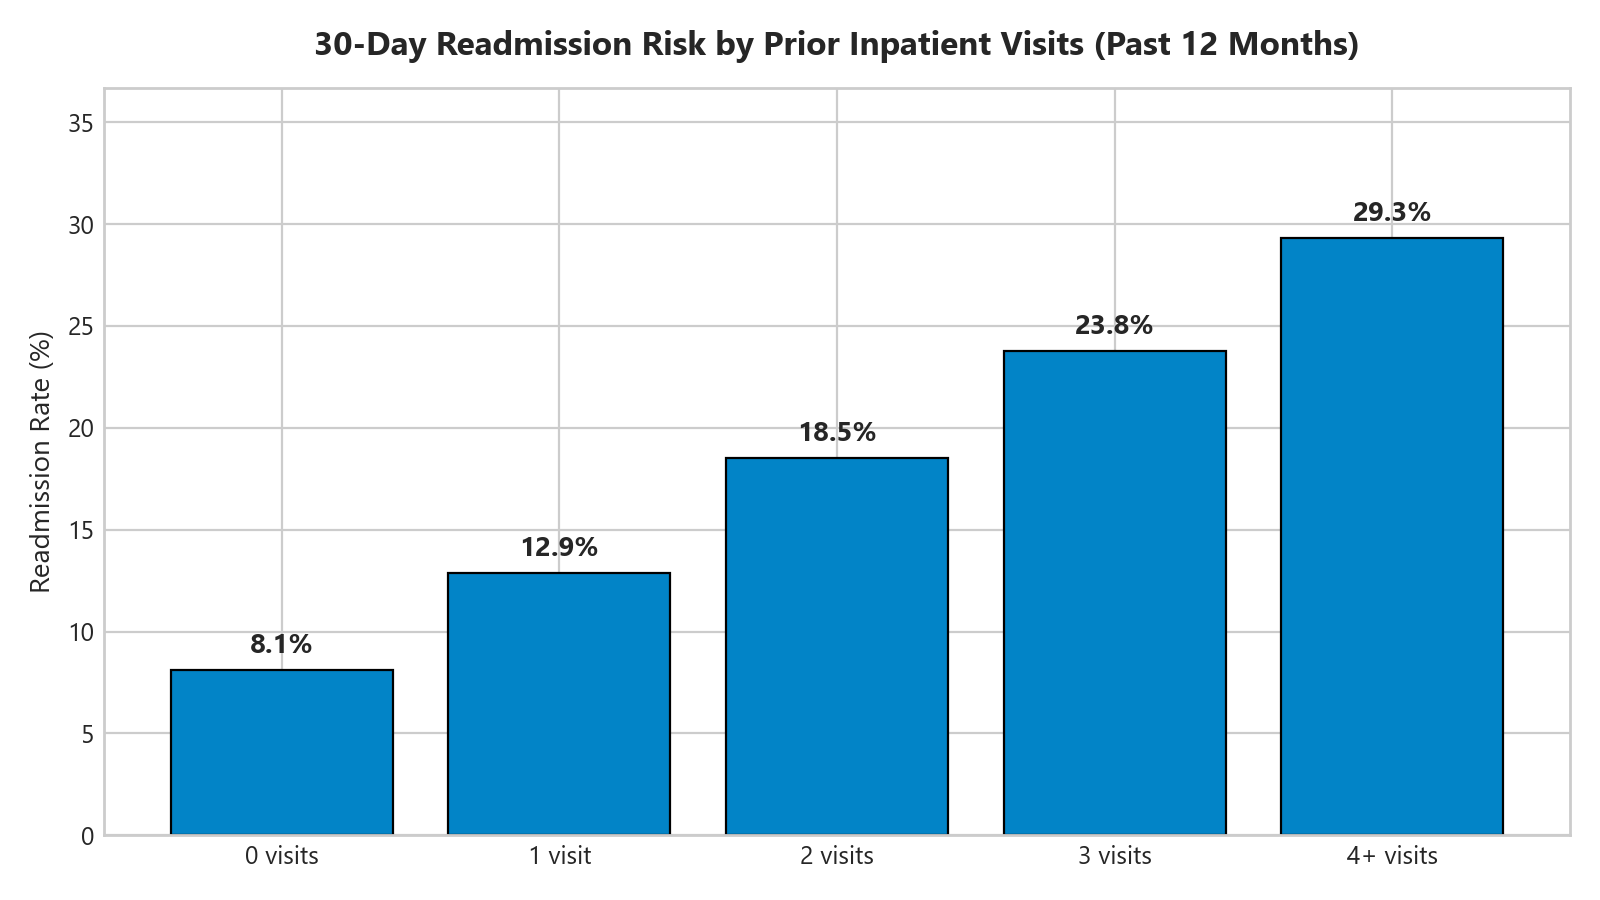 30-Day Readmission Risk by Prior Inpatient Visits (Past 12 Months)
Readmission Rate (%)
35
30
25
20
15
10
5
0
8.1%
12.9%
18.5%
23.8%
29.3%
0 visits
1 visit
2 visits
3 visits
4+ visits